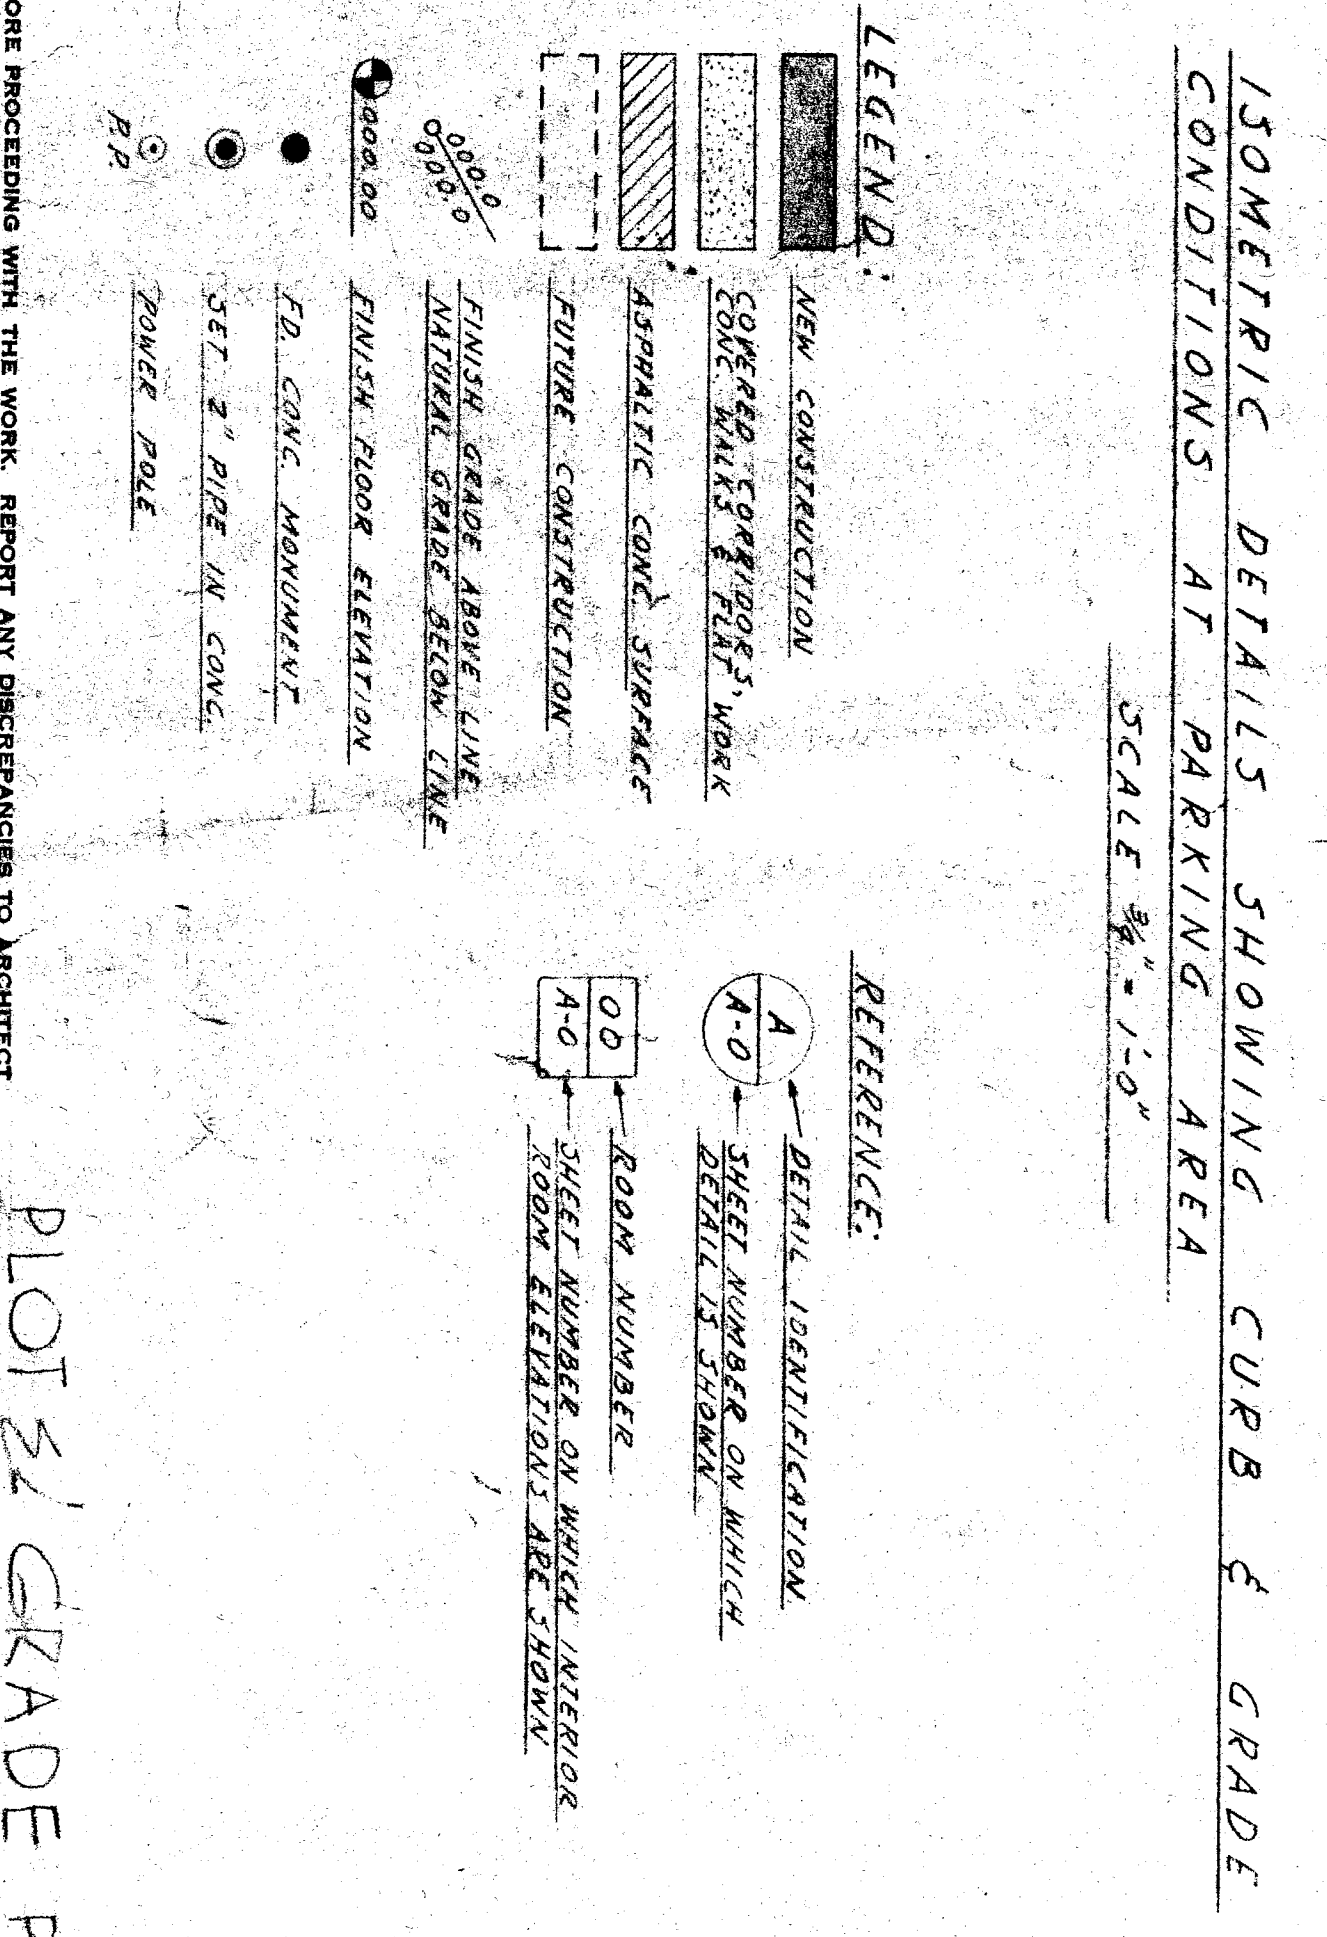 ISOMETRIC DETAILS SHOWING CURB & GRADE
CONDITIONS AT PARKING AREA
SCALE 3/8" = 1'-0"
LEGEND:
NEW CONSTRUCTION
COVERED CORRIDORS,
CONC. WALKS & FLAT WORK
ASPHALTIC CONC. SURFACE
FUTURE CONSTRUCTION
000.0
000.0
FINISH GRADE ABOVE LINE
NATURAL GRADE BELOW LINE
000.00
FINISH FLOOR ELEVATION
FD. CONC. MONUMENT
SET 2" PIPE IN CONC.
P.P.
POWER POLE
REFERENCE:
A
A-0
DETAIL IDENTIFICATION
SHEET NUMBER ON WHICH
DETAIL IS SHOWN
00
A-0
ROOM NUMBER
SHEET NUMBER ON WHICH INTERIOR
ROOM ELEVATIONS ARE SHOWN
ORE PROCEEDING WITH THE WORK. REPORT ANY DISCREPANCIES TO ARCHITECT
PLOT & GRADE P